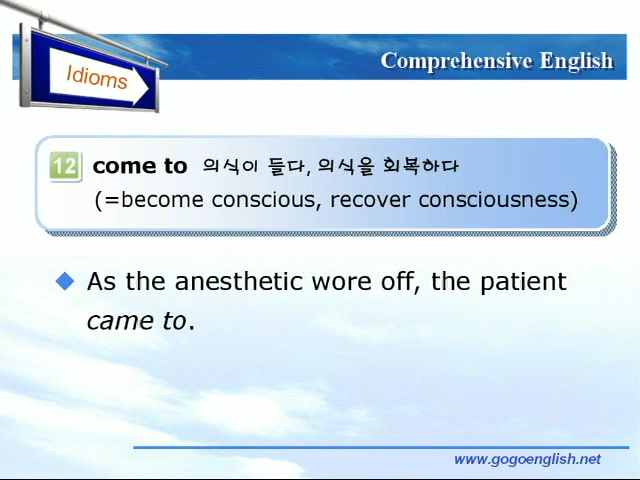 Idioms
Comprehensive English
12 come to 의식이 들다, 의식을 회복하다
(=become conscious, recover consciousness)
As the anesthetic wore off, the patient
came to.
www.gogoenglish.net